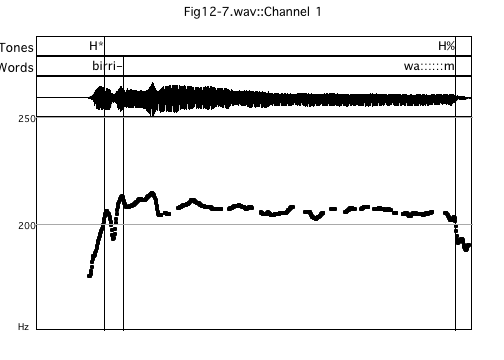 Fig12-7.wav::Channel 1
Tones H* H%
Words birri- wa::::::m
250
200
Hz